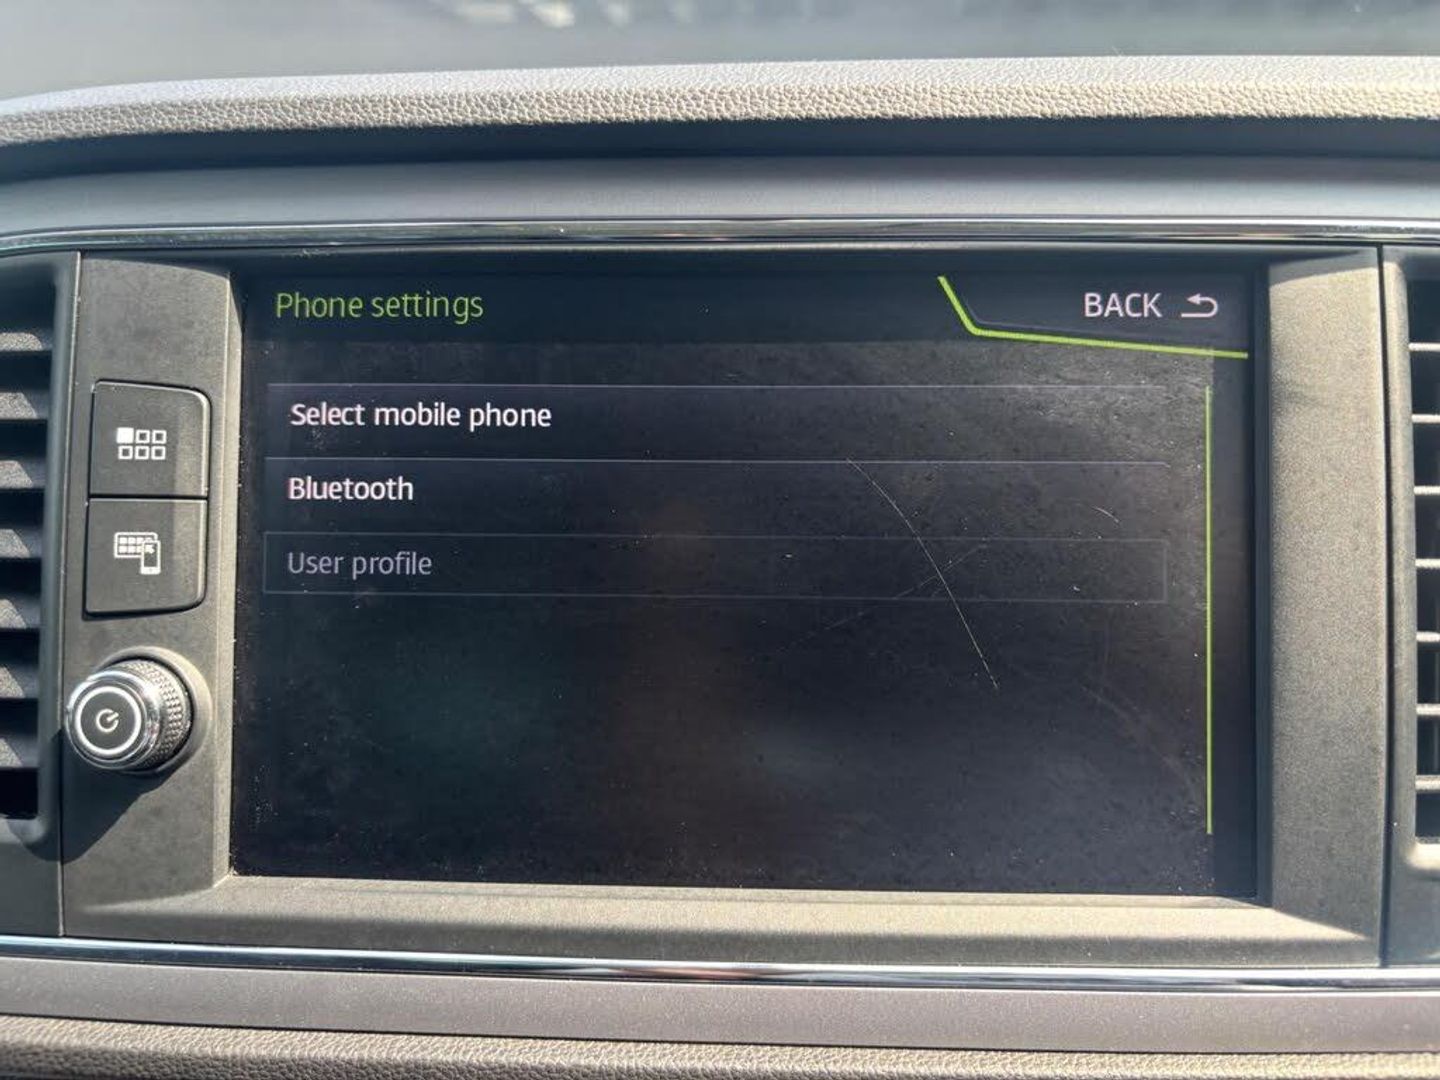 Phone settings
BACK
Select mobile phone
Bluetooth
User profile